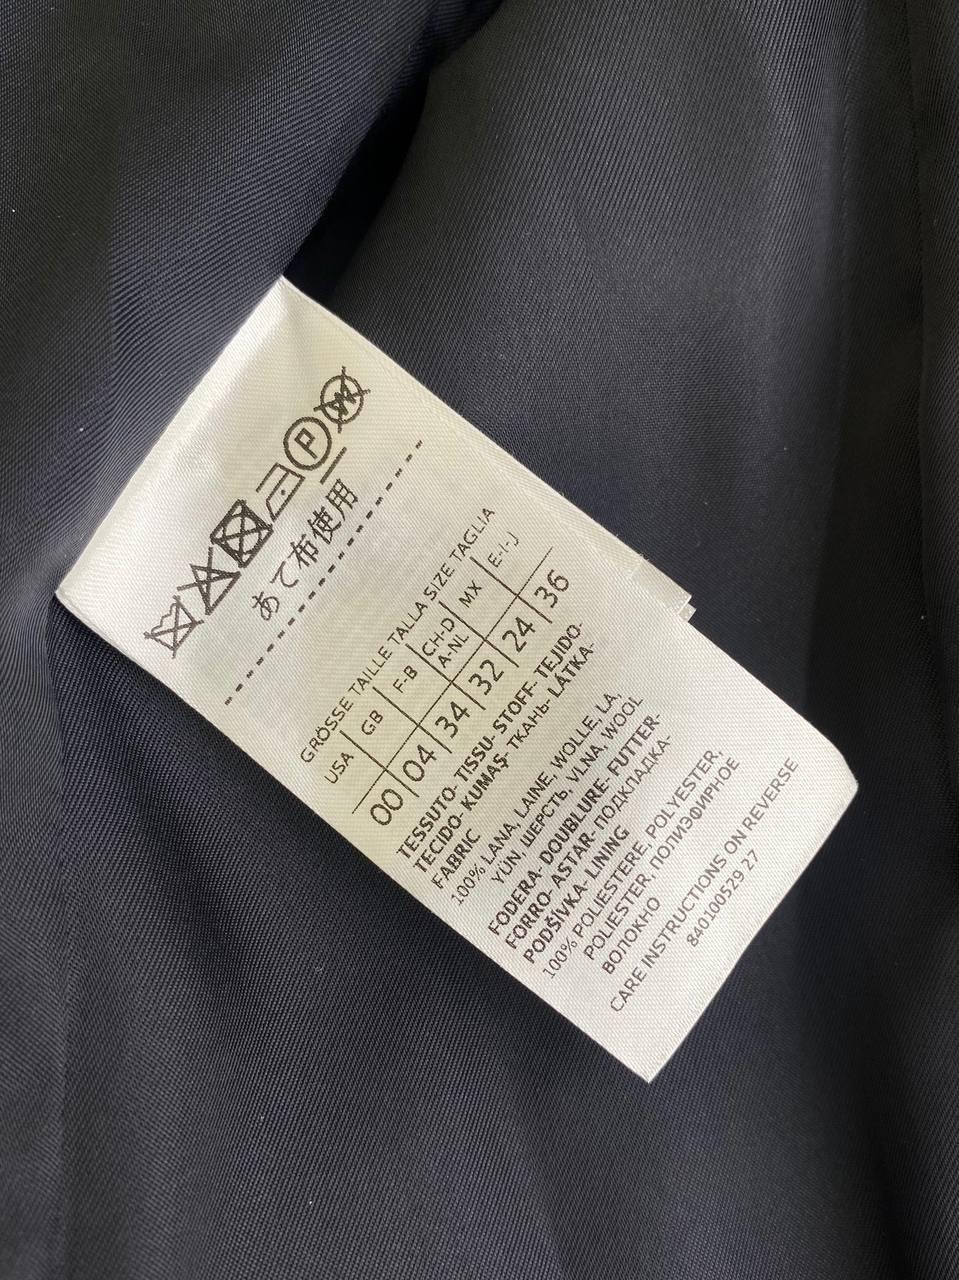 P W
あて布使用
GRÖSSE TAILLE TALLA SIZE TAGLIA
USA GB F-B CH-D A-NL MX E-I-J
00 04 34 32 24 36
TESSUTO- TISSU- STOFF- TEJIDO-
TECIDO- KUMAŞ- ТКАНЬ- LÁTKA-
FABRIC
100% LANA, LAINE, WOLLE, LÃ,
YÜN, ШЕРСТЬ, VLNA, WOOL
FODERA- DOUBLURE- FUTTER-
FORRO- ASTAR- ПОДКЛАДКА-
PODŠÍVKA- LINING
100% POLIESTERE, POLYESTER,
POLIESTER, ПОЛИЭФИРНОЕ
ВОЛОКНО
CARE INSTRUCTIONS ON REVERSE
840100529 27